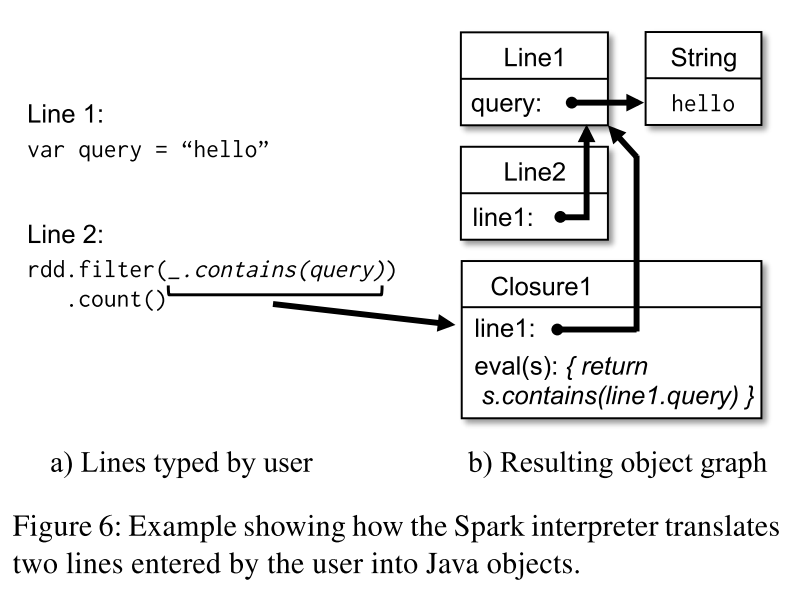 Line 1:
var query = “hello”
Line 2:
rdd.filter(_.contains(query))
.count()
Line1
query:
String
hello
Line2
line1:
Closure1
line1:
eval(s): { return
s.contains(line1.query) }
a) Lines typed by user
b) Resulting object graph
Figure 6: Example showing how the Spark interpreter translates
two lines entered by the user into Java objects.